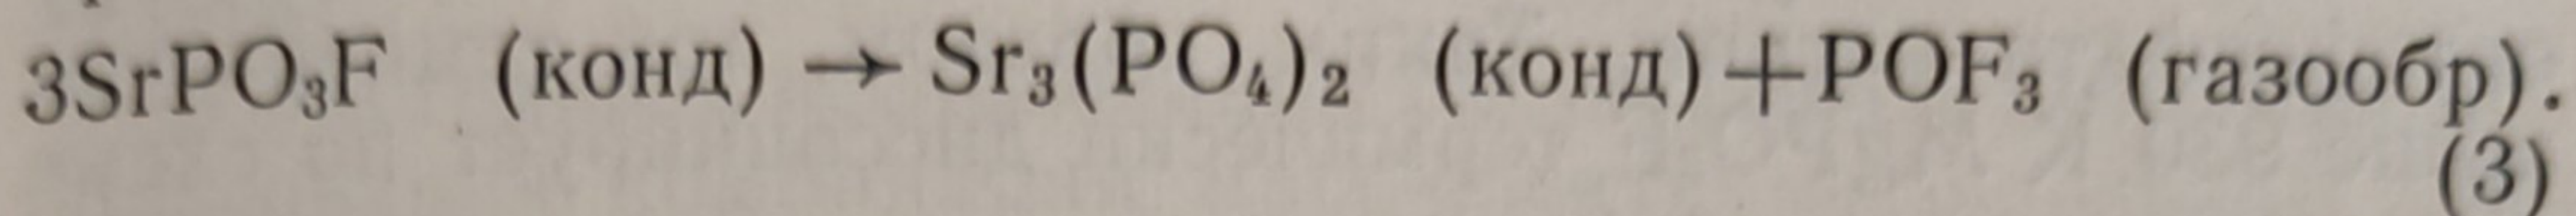 3SrPO₃F (конд) → Sr₃(PO₄)₂ (конд)+POF₃ (газообр).
(3)